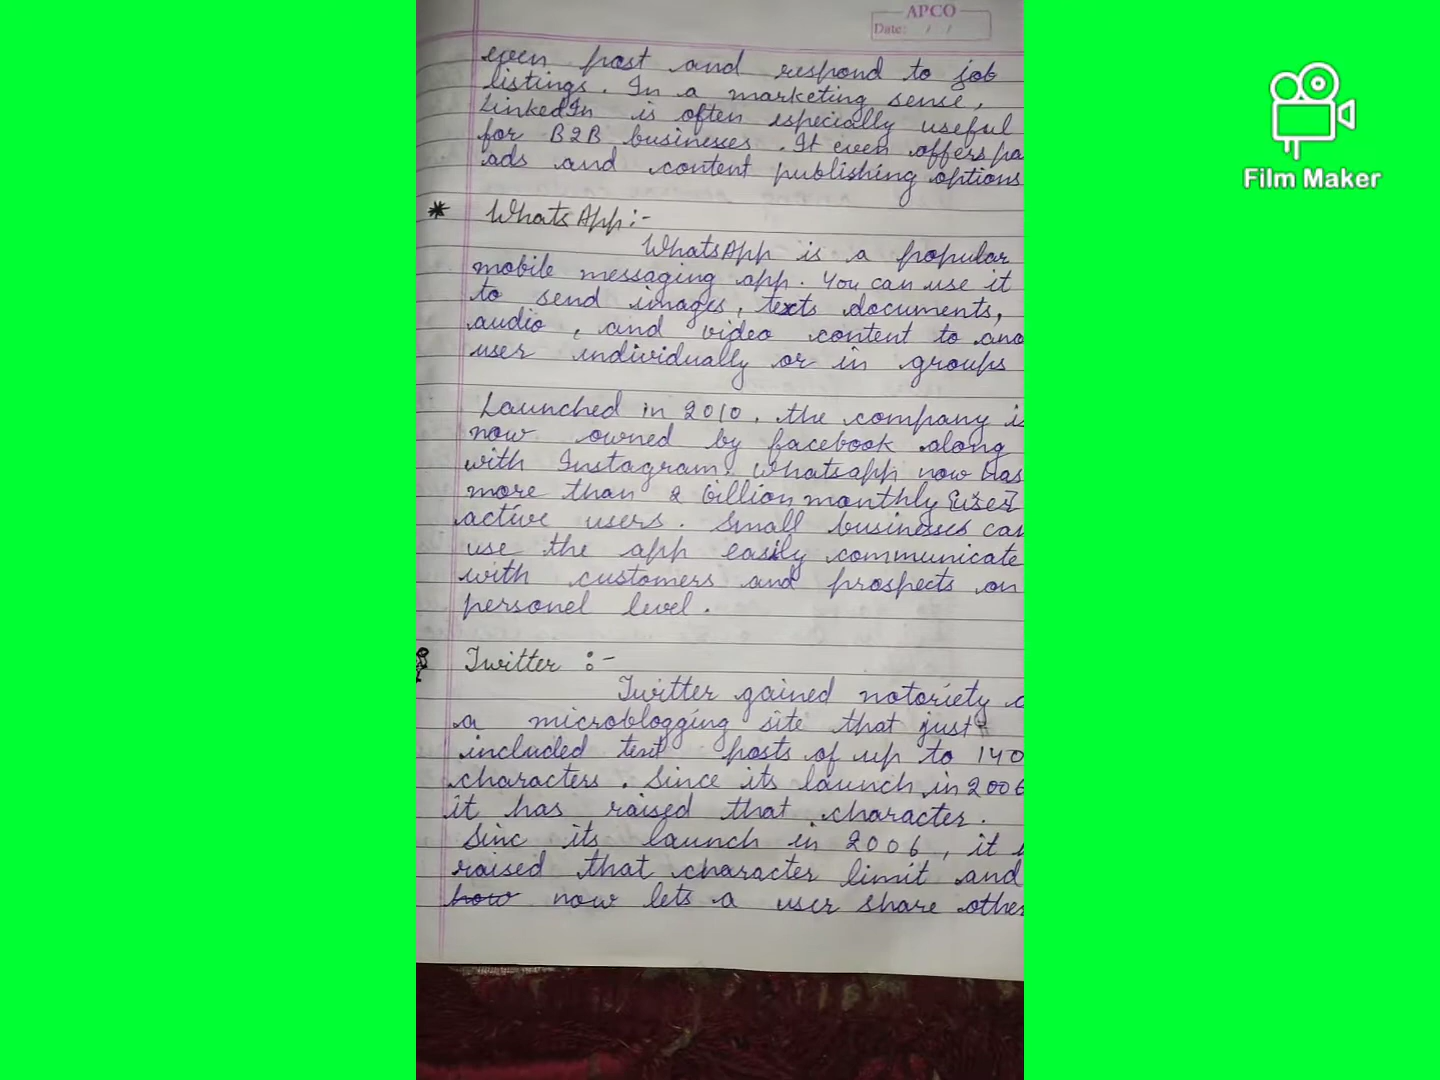 APCO
Date: / /
even post and respond to job
listings. In a marketing sense,
LinkedIn is often especially useful
for B2B businesses. It even offers pa
ads and content publishing options
* WhatsApp:-
WhatsApp is a popular
mobile messaging app. You can use it
to send images, texts documents,
audio, and video content to ano
user individually or in groups
Launched in 2010, the company is
now owned by facebook along
with Instagram. Whatsapp now has
more than 2 billion monthly
active users. Small businesses can
use the app easily communicate
with customers and prospects on
personel level.
Twitter :-
Twitter gained notoriety
a microblogging site that just
included text posts of up to 140
characters. Since its launch in 2006
it has raised that character.
Sinc its launch in 2006, it
raised that character limit and
how now lets a user share other
Film Maker